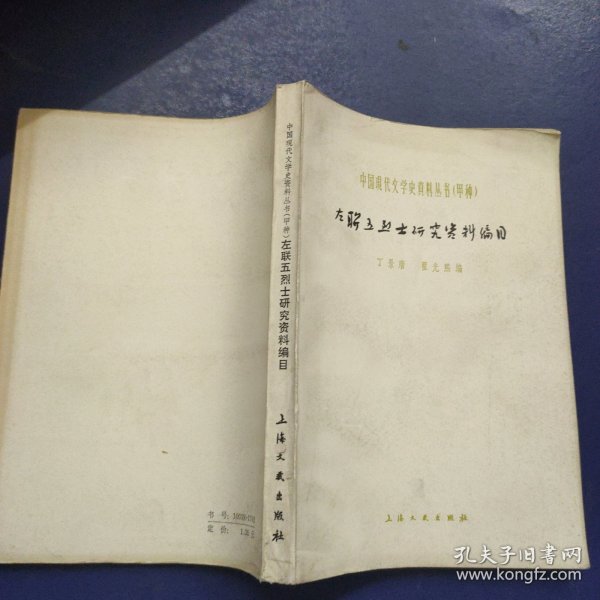 中国现代文学史资料丛书（甲种）
左联五烈士研究资料编目
丁景唐 瞿光熙编
上海文艺出版社
中国现代文学史资料丛书（甲种）左联五烈士研究资料编目
上海文艺出版社
书号：
定价：
孔夫子旧书网
www.kongfz.com